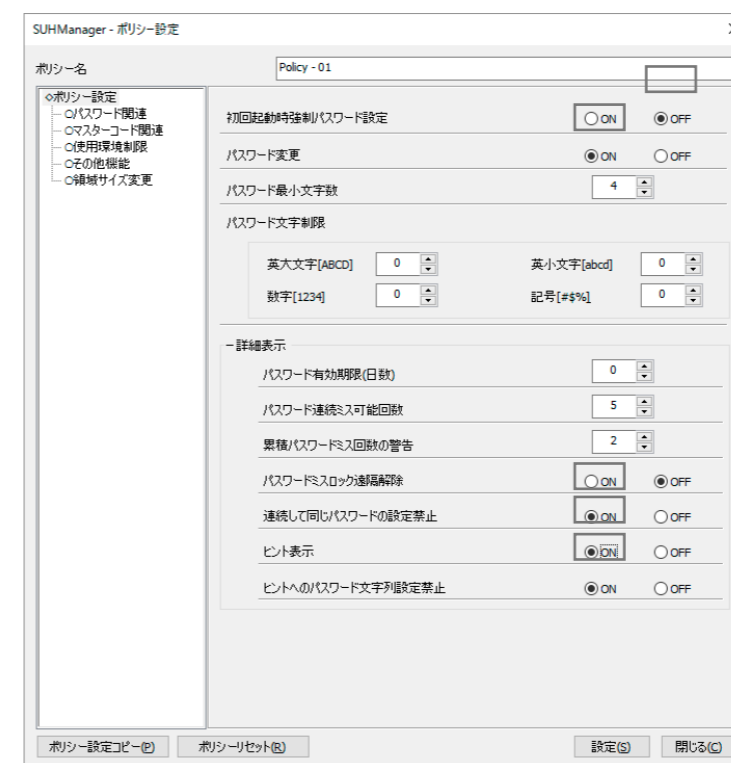 SUHManager - ポリシー設定
ポリシー名 Policy - 01
◇ポリシー設定
○パスワード関連
○マスターコード関連
○使用環境制限
○その他機能
○領域サイズ変更
初回起動時強制パスワード設定 ON OFF
パスワード変更 ON OFF
パスワード最小文字数 4
パスワード文字制限
英大文字[ABCD] 0 英小文字[abcd] 0
数字[1234] 0 記号[#$%] 0
－詳細表示
パスワード有効期限(日数) 0
パスワード連続ミス可能回数 5
累積パスワードミス回数の警告 2
パスワードミスロック遠隔解除 ON OFF
連続して同じパスワードの設定禁止 ON OFF
ヒント表示 ON OFF
ヒントへのパスワード文字列設定禁止 ON OFF
ポリシー設定コピー(P) ポリシーリセット(R) 設定(S) 閉じる(C)